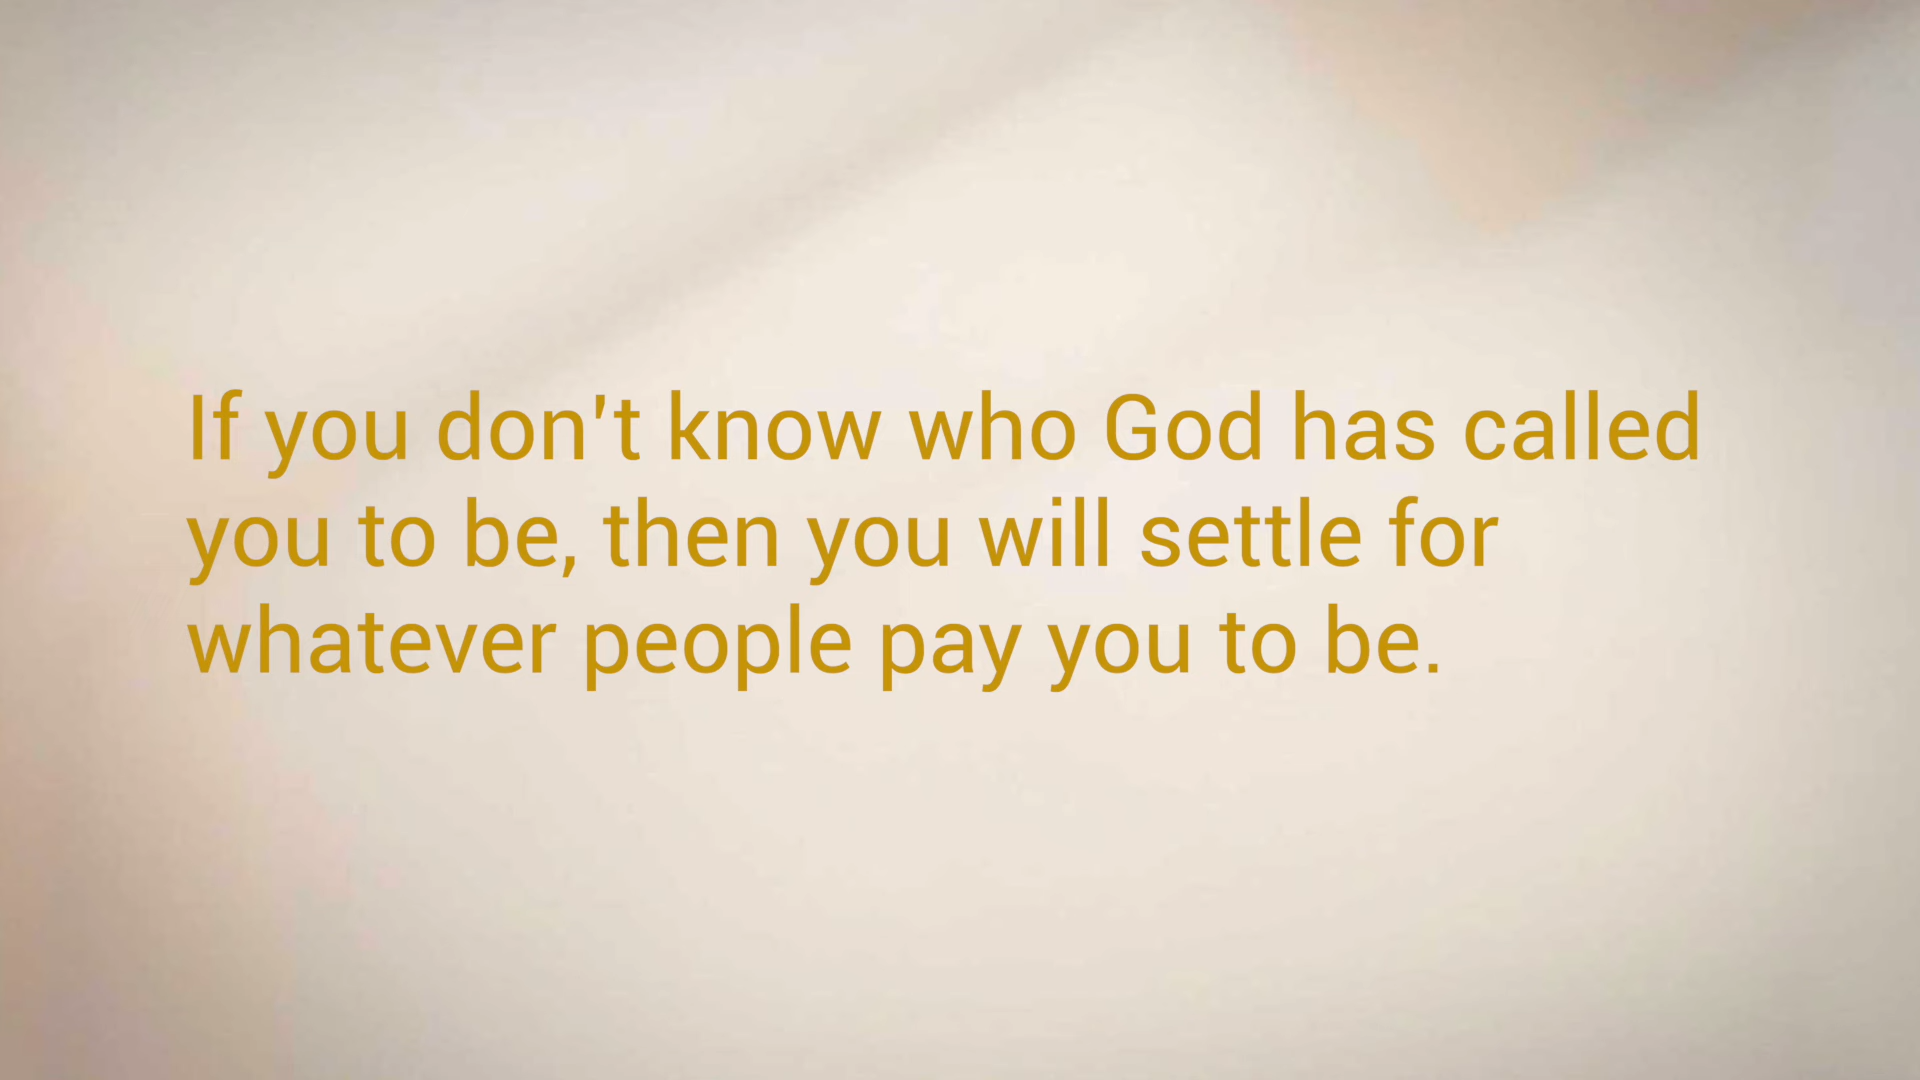 If you don't know who God has called
you to be, then you will settle for
whatever people pay you to be.